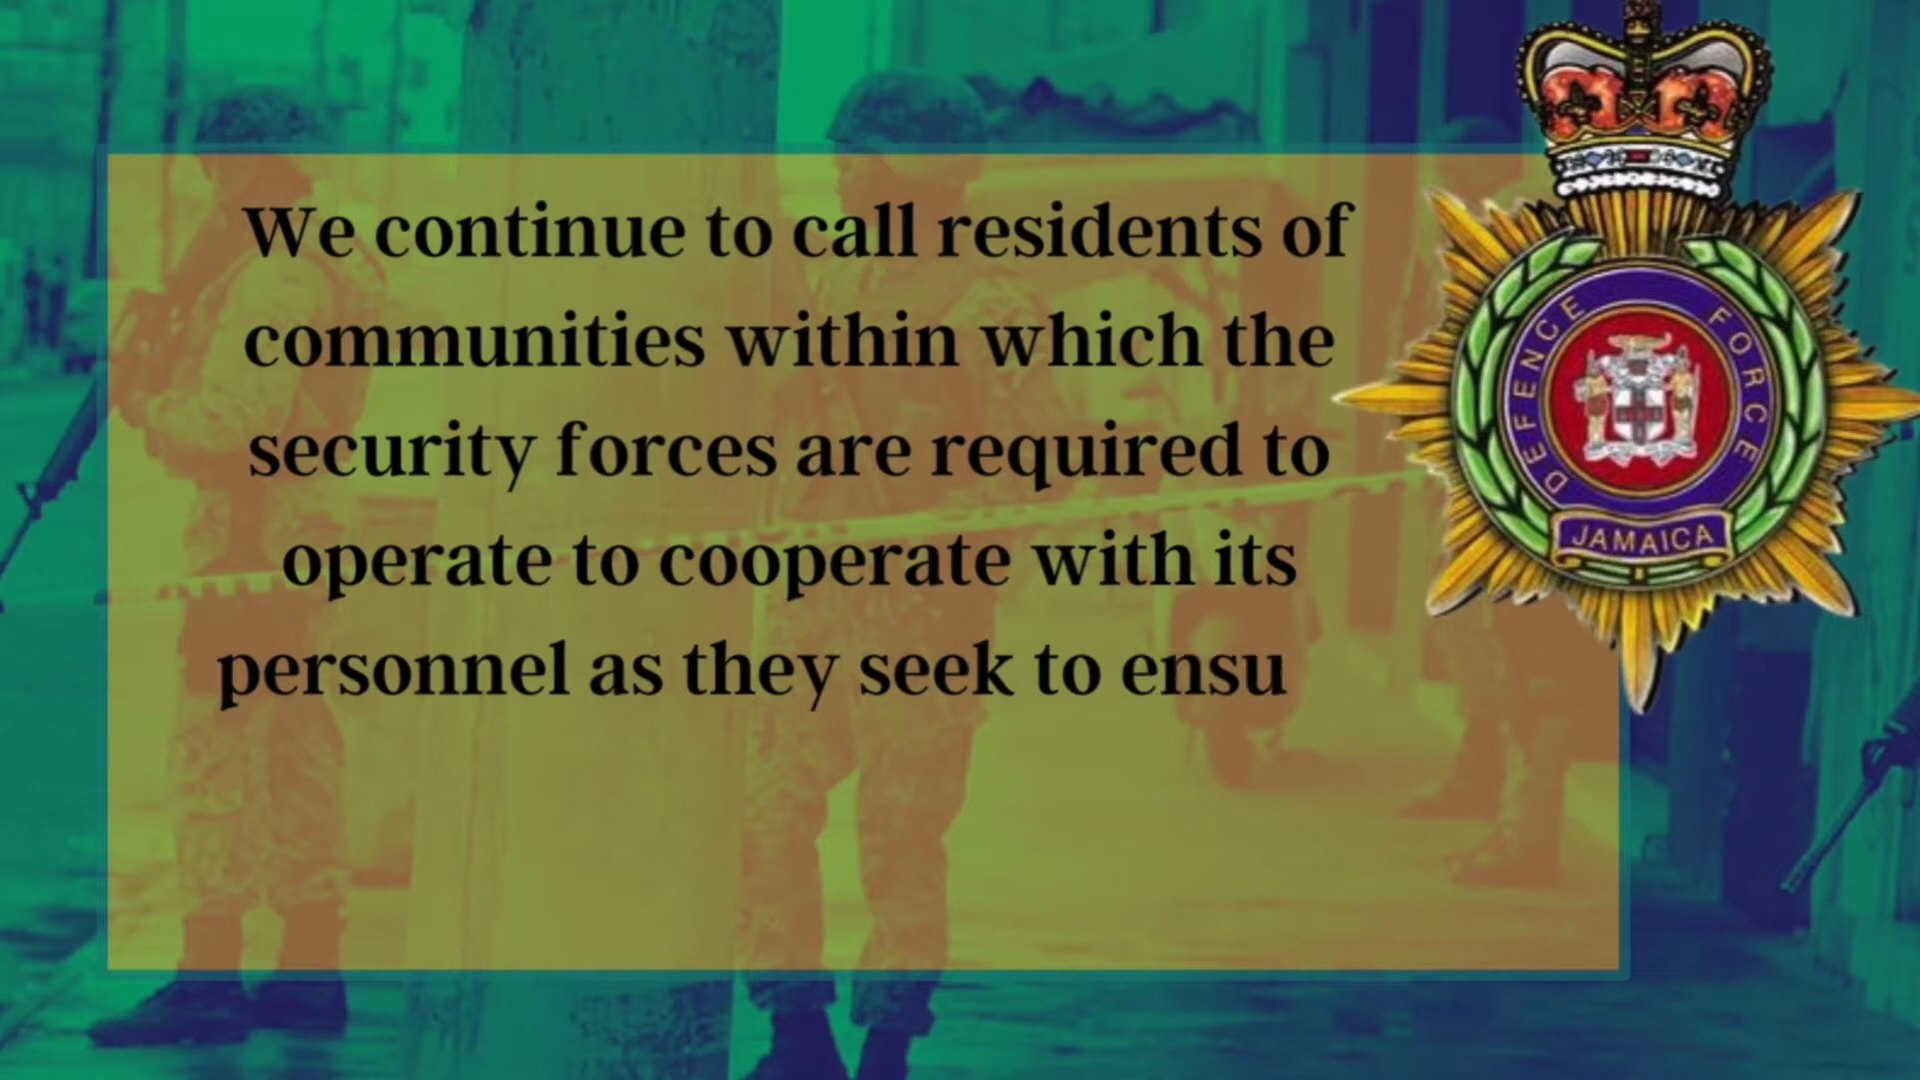 We continue to call residents of
communities within which the
security forces are required to
operate to cooperate with its
personnel as they seek to ensu
DEFENCE FORCE
JAMAICA